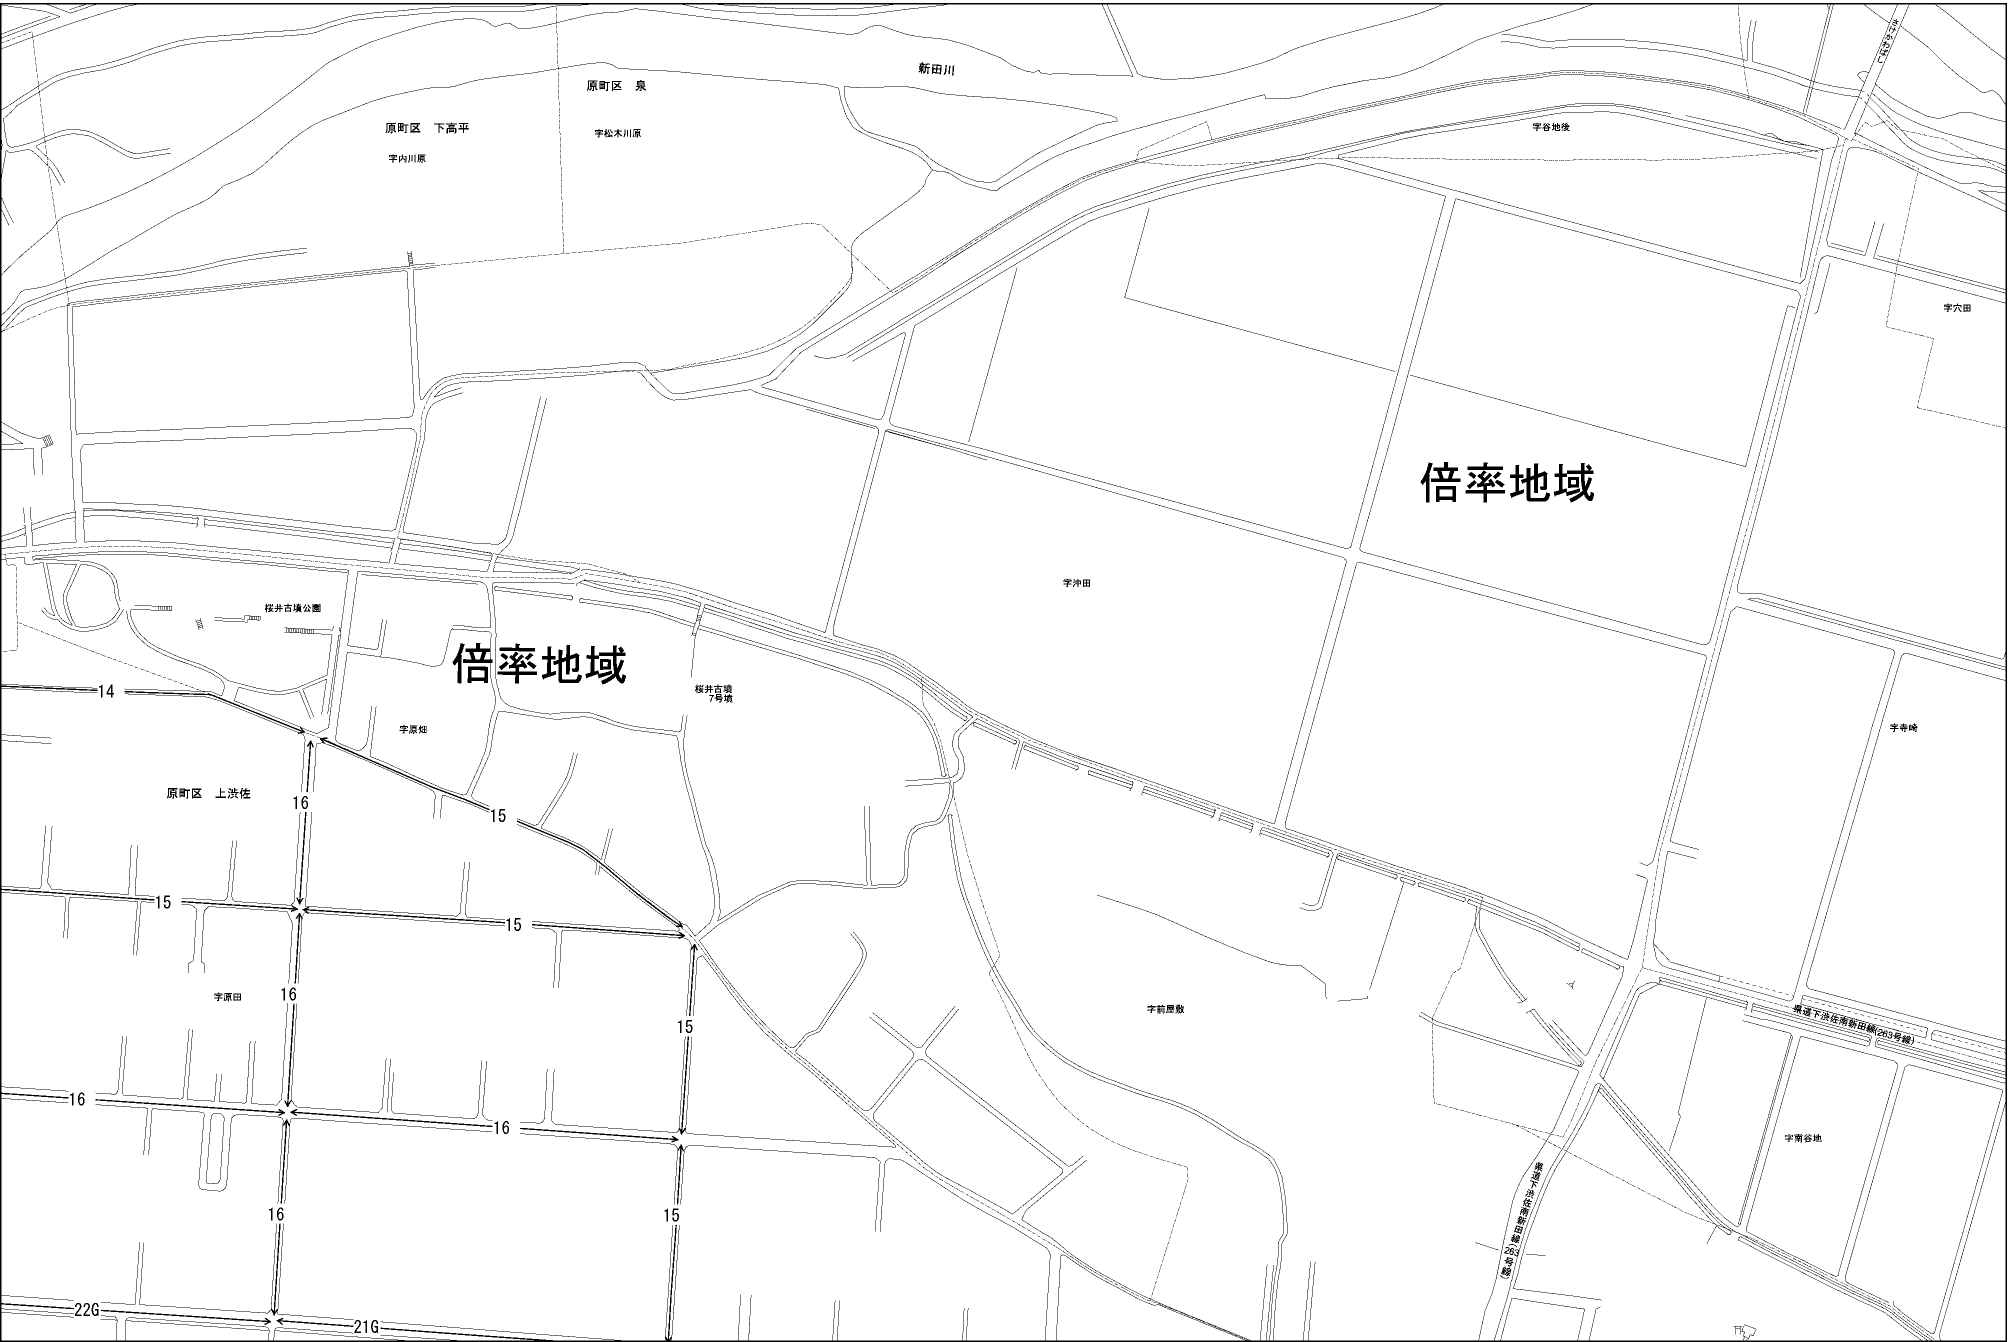 さけかわばし
新田川
原町区　泉
原町区　下高平
字松木川原
字谷地後
字内川原
字穴田
倍率地域
字沖田
桜井古墳公園
倍率地域
14
桜井古墳
7号墳
字原畑
字寺崎
原町区　上渋佐
16
15
15
15
16
字原田
字前屋敷
県道下渋佐南新田線(263号線)
15
16
16
字南谷地
県道下渋佐南新田線(263号線)
16
15
22G
21G